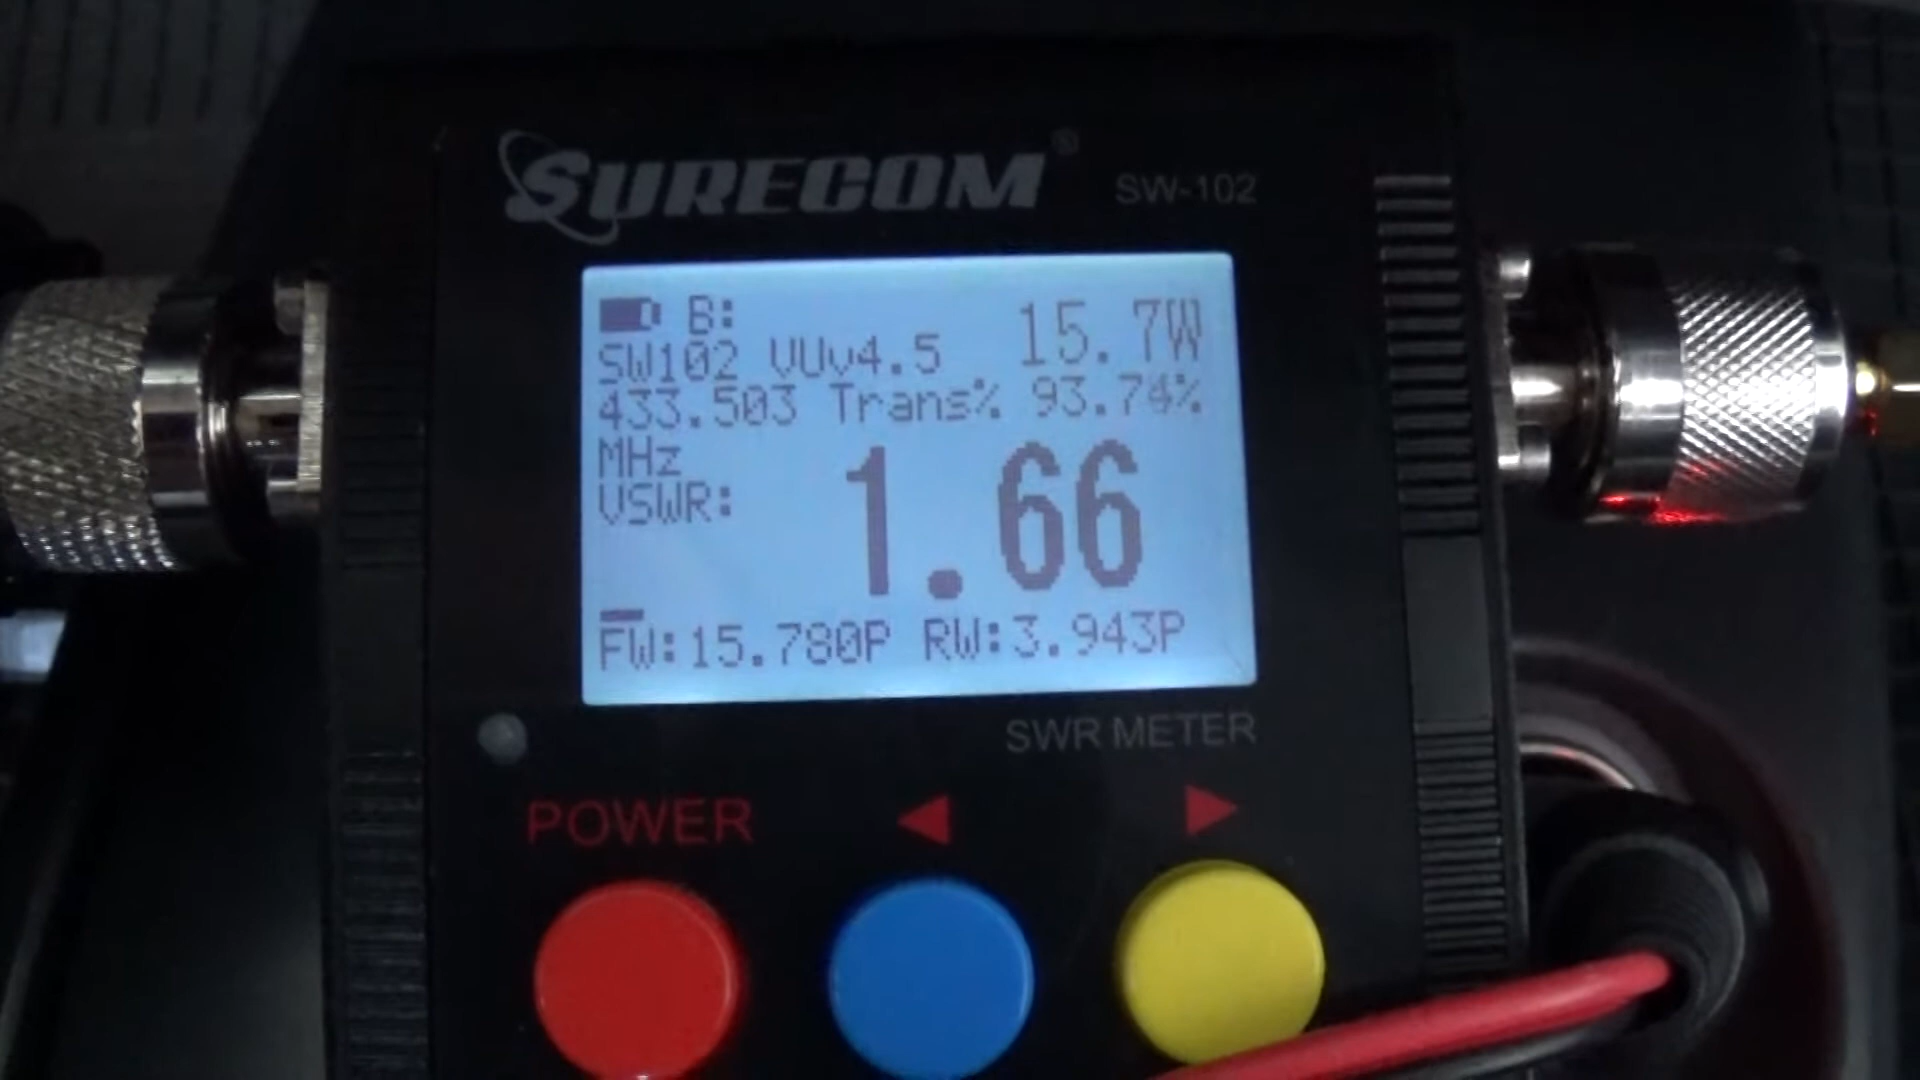 SURECOM®
SW-102
B:
15.7W
SW102 VUv4.5
433.503 Trans% 93.74%
MHz
VSWR: 1.66
FW:15.780P RW:3.943P
SWR METER
POWER ◀ ▶